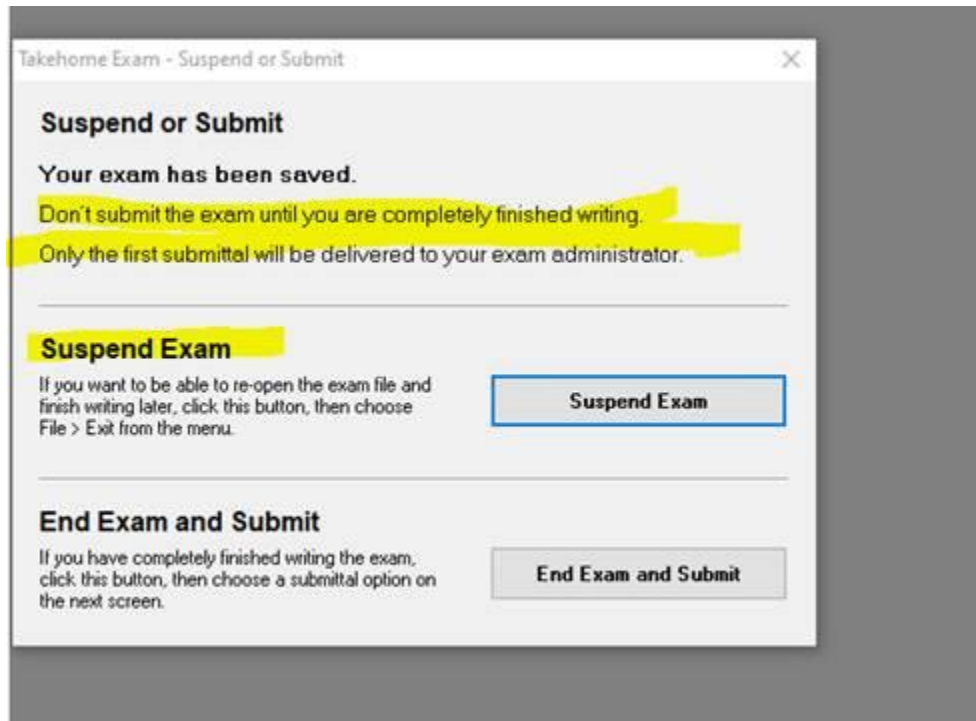 Takehome Exam - Suspend or Submit
Suspend or Submit
Your exam has been saved.
Don't submit the exam until you are completely finished writing.
Only the first submittal will be delivered to your exam administrator.
Suspend Exam
If you want to be able to re-open the exam file and
finish writing later, click this button, then choose
File > Exit from the menu.
Suspend Exam
End Exam and Submit
If you have completely finished writing the exam,
click this button, then choose a submittal option on
the next screen.
End Exam and Submit